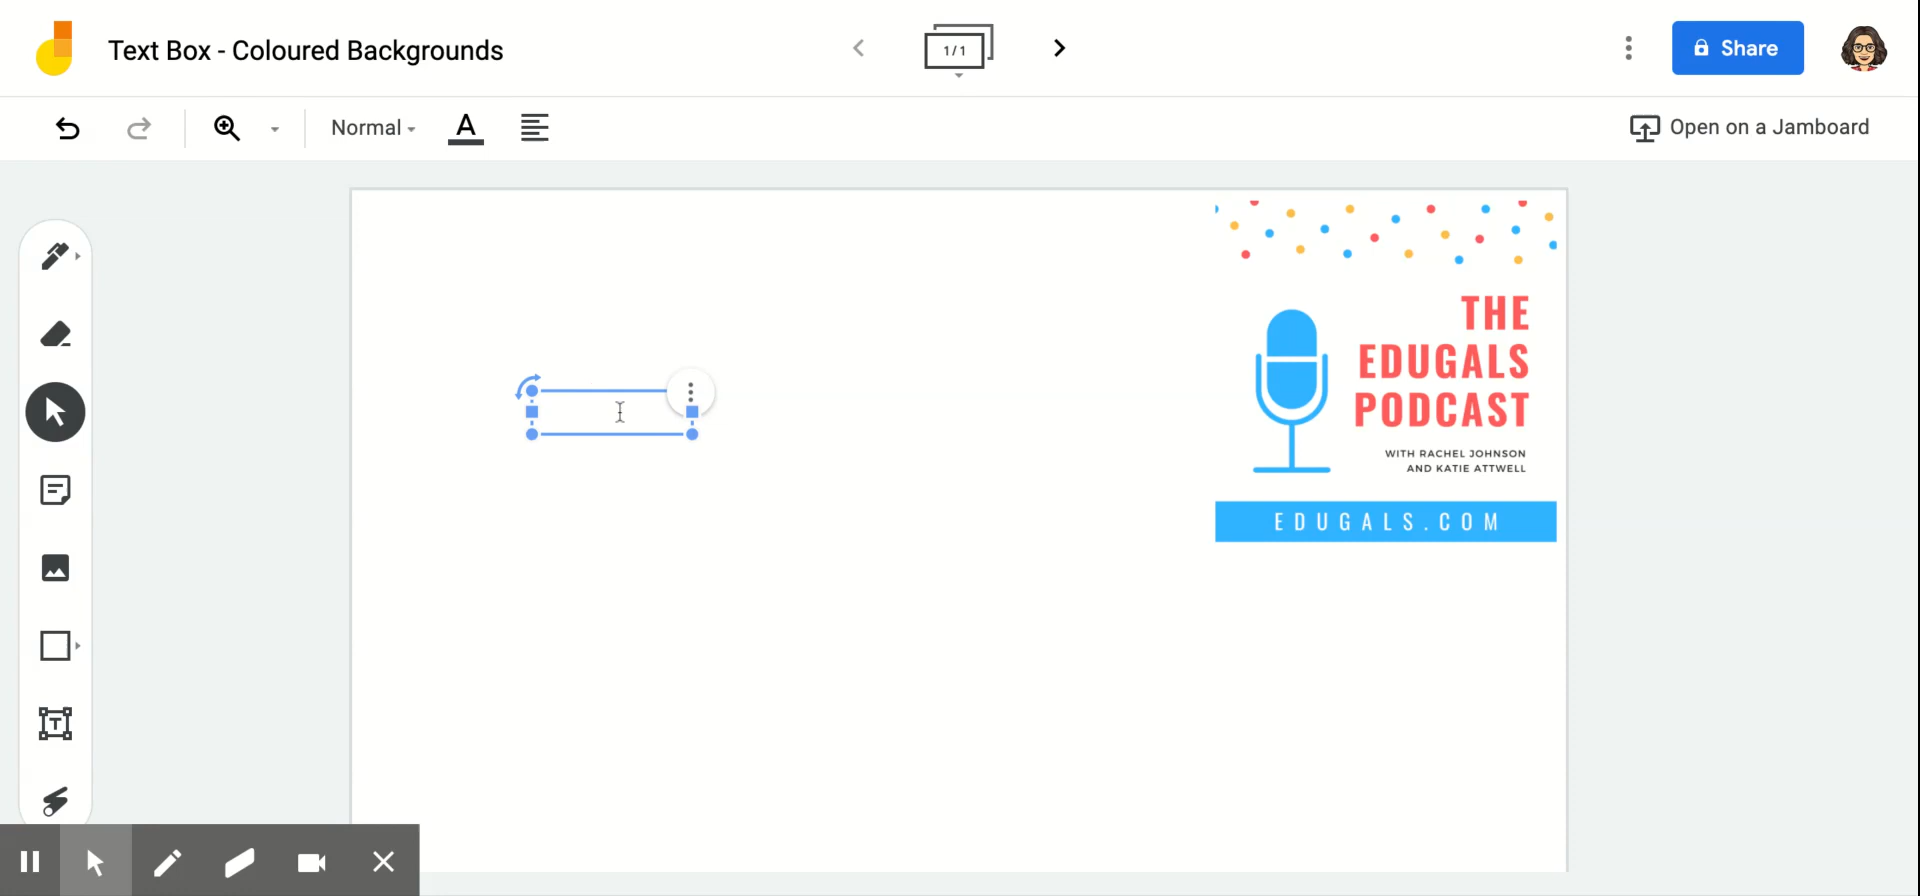 Text Box - Coloured Backgrounds
1/1
Share
Normal
A
Open on a Jamboard
THE
EDUGALS
PODCAST
WITH RACHEL JOHNSON
AND KATIE ATTWELL
EDUGALS.COM
T